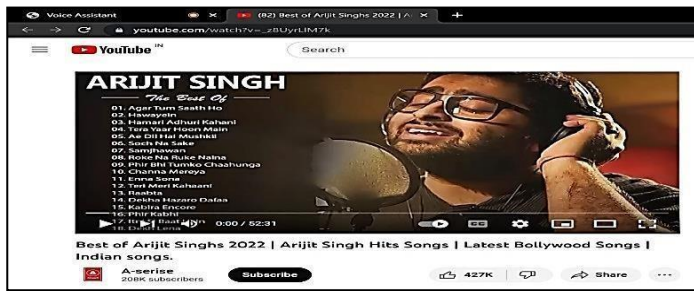 Voice Assistant
(82) Best of Arijit Singhs 2022 | A
youtube.com/watch?v=_z8UyrLlM7k
YouTube IN
Search
ARIJIT SINGH
The Best Of
01. Agar Tum Saath Ho
02. Hawayein
03. Hamari Adhuri Kahani
04. Tera Yaar Hoon Main
05. Ae Dil Hai Mushkil
06. Soch Na Sake
07. Samjhawan
08. Roke Na Ruke Naina
09. Phir Bhi Tumko Chaahunga
10. Channa Mereya
11. Enna Sona
12. Teri Meri Kahaani
13. Raabta
14. Dekha Hazaro Dafaa
15. Kabira Encore
16. Phir Kabhi
17.
18. Dekh Lena
0:00 / 52:31
CC
Best of Arijit Singhs 2022 | Arijit Singh Hits Songs | Latest Bollywood Songs |
Indian songs.
A-serise
208K subscribers
Subscribe
427K
Share